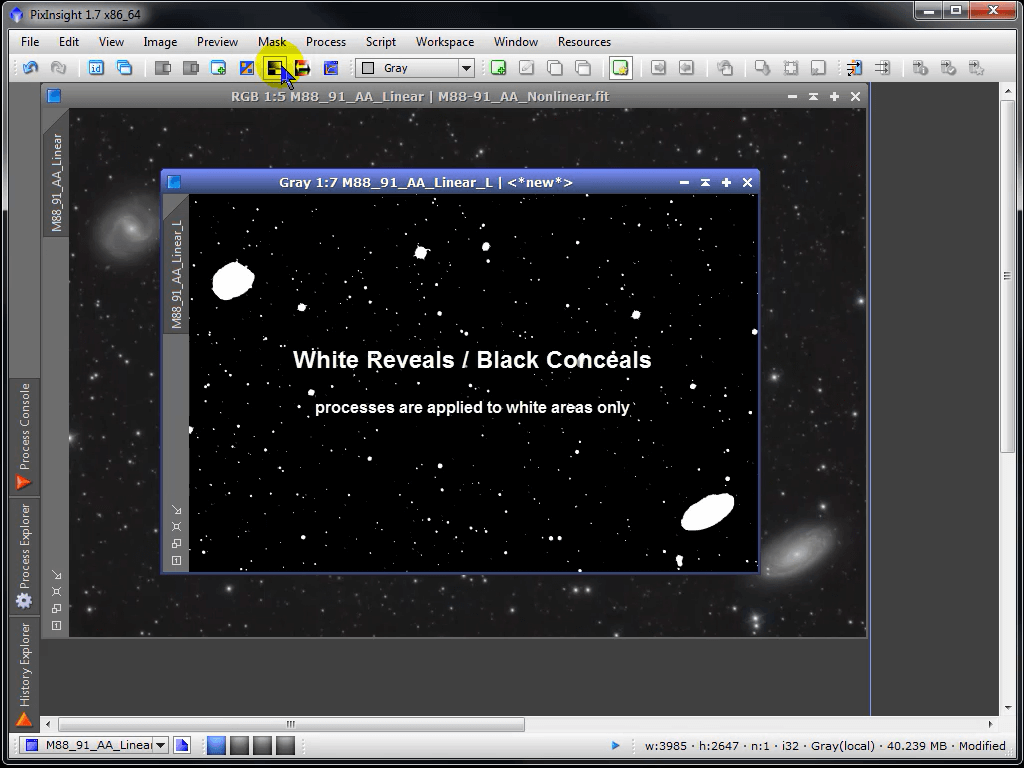 PixInsight 1.7 x86_64
File Edit View Image Preview Mask Process Script Workspace Window Resources
id
Gray
RGB 1:5 M88_91_AA_Linear | M88-91_AA_Nonlinear.fit
M88_91_AA_Linear
Gray 1:7 M88_91_AA_Linear_L | <*new*>
M88_91_AA_Linear_L
White Reveals / Black Conceals
processes are applied to white areas only
Process Console
Process Explorer
History Explorer
M88_91_AA_Linear
w:3985 · h:2647 · n:1 · i32 · Gray(local) · 40.239 MB · Modified